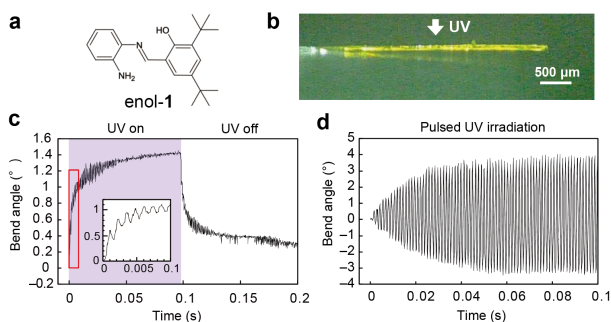 a
HO
N
NH₂
enol-1
b
UV
500 μm
c
UV on
UV off
Bend angle (°)
1.6
1.4
1.2
1
0.8
0.6
0.4
0.2
0
−0.2
1
0.5
0
0
0.005
0.1
0
0.05
0.1
0.15
0.2
Time (s)
d
Pulsed UV irradiation
Bend angle (°)
5
4
3
2
1
0
−1
−2
−3
−4
0
0.02
0.04
0.06
0.08
0.1
Time (s)